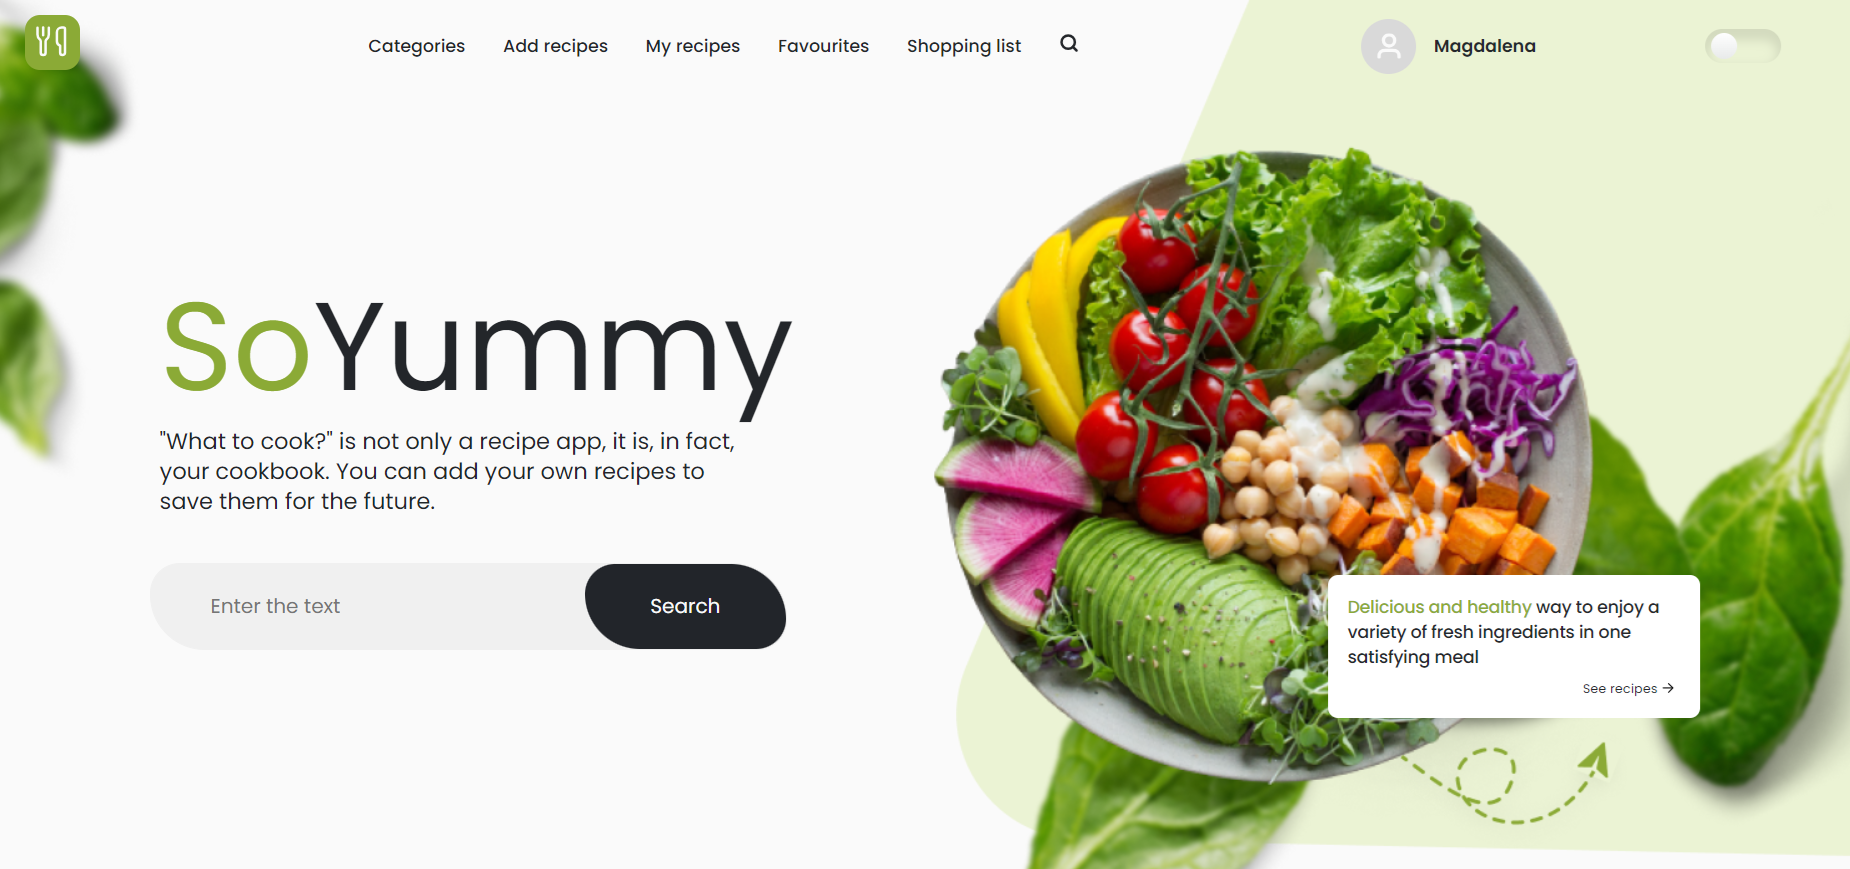 Categories
Add recipes
My recipes
Favourites
Shopping list
Magdalena
SoYummy
"What to cook?" is not only a recipe app, it is, in fact,
your cookbook. You can add your own recipes to
save them for the future.
Enter the text
Search
Delicious and healthy way to enjoy a
variety of fresh ingredients in one
satisfying meal
See recipes →